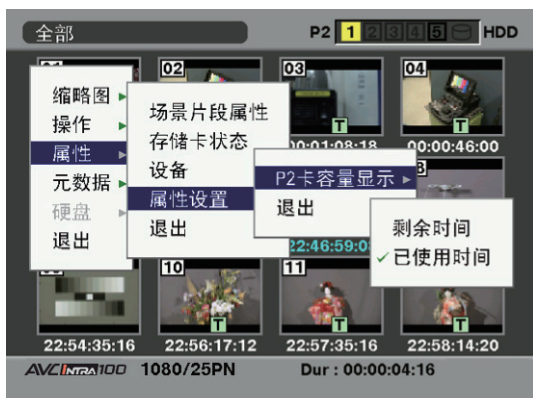 全部
P2 1 2 3 4 5 HDD
02
03
04
缩略图
操作
属性
元数据
硬盘
退出
场景片段属性
存储卡状态
设备
属性设置
退出
P2卡容量显示
退出
剩余时间
已使用时间
T
T
00:01:08:18
00:00:46:00
22:46:59:0
10
11
T
T
T
22:54:35:16
22:56:17:12
22:57:35:16
22:58:14:20
AVC INTRA 100
1080/25PN
Dur : 00:00:04:16